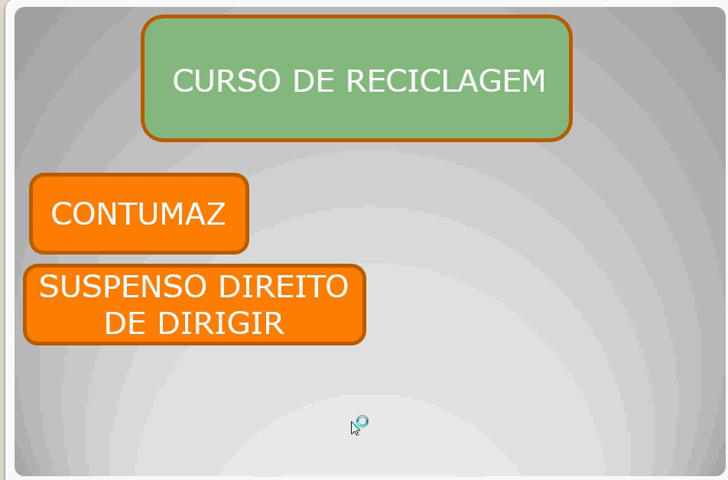 CURSO DE RECICLAGEM
CONTUMAZ
SUSPENSO DIREITO
DE DIRIGIR